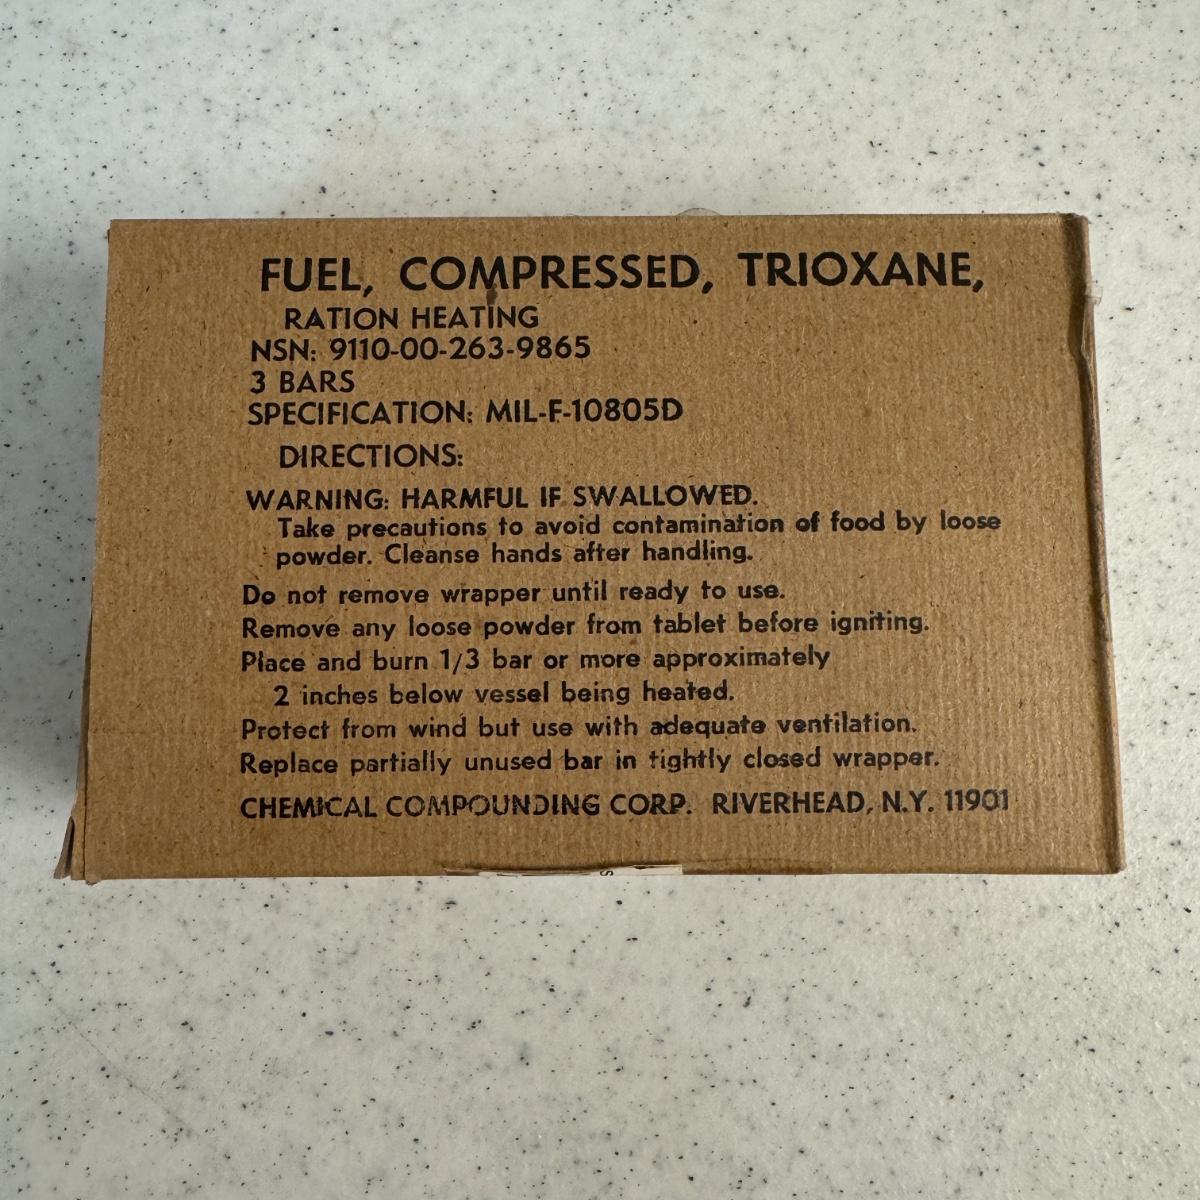 FUEL, COMPRESSED, TRIOXANE,
RATION HEATING
NSN: 9110-00-263-9865
3 BARS
SPECIFICATION: MIL-F-10805D
DIRECTIONS:
WARNING: HARMFUL IF SWALLOWED.
Take precautions to avoid contamination of food by loose
powder. Cleanse hands after handling.
Do not remove wrapper until ready to use.
Remove any loose powder from tablet before igniting.
Place and burn 1/3 bar or more approximately
2 inches below vessel being heated.
Protect from wind but use with adequate ventilation.
Replace partially unused bar in tightly closed wrapper.
CHEMICAL COMPOUNDING CORP. RIVERHEAD, N.Y. 11901